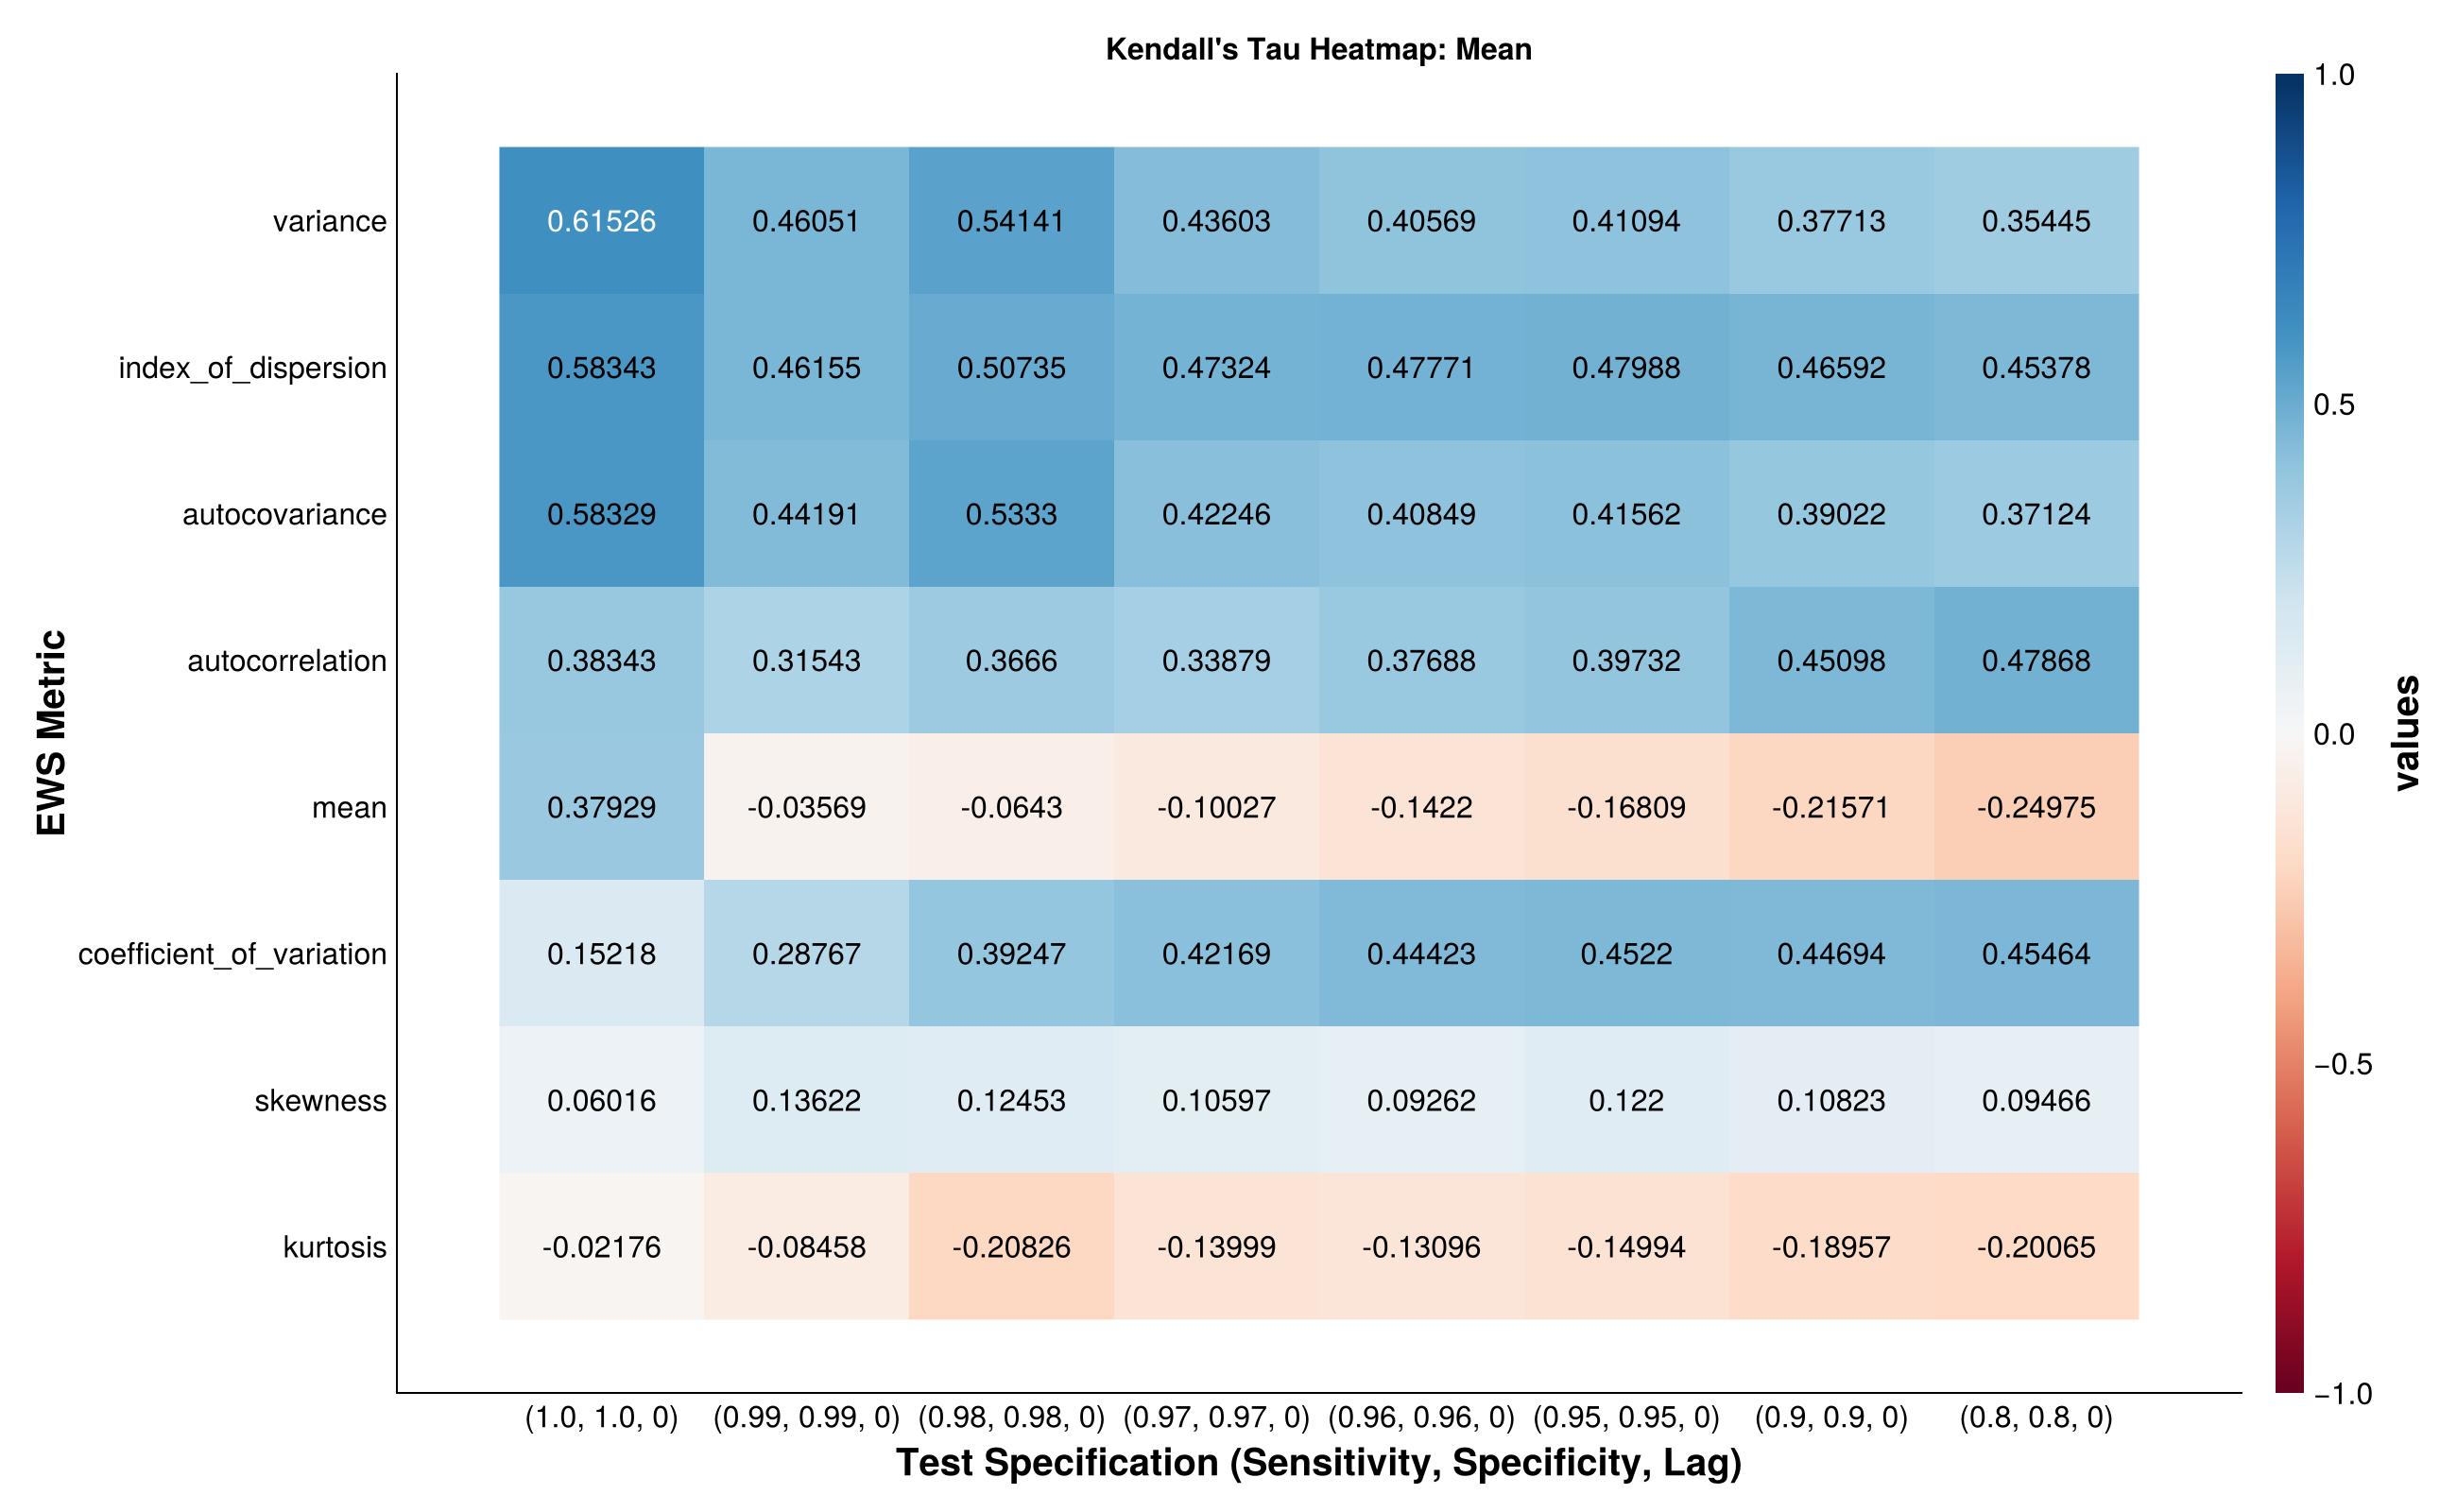 Kendall's Tau Heatmap: Mean
EWS Metric
variance 0.61526 0.46051 0.54141 0.43603 0.40569 0.41094 0.37713 0.35445
index_of_dispersion 0.58343 0.46155 0.50735 0.47324 0.47771 0.47988 0.46592 0.45378
autocovariance 0.58329 0.44191 0.5333 0.42246 0.40849 0.41562 0.39022 0.37124
autocorrelation 0.38343 0.31543 0.3666 0.33879 0.37688 0.39732 0.45098 0.47868
mean 0.37929 -0.03569 -0.0643 -0.10027 -0.1422 -0.16809 -0.21571 -0.24975
coefficient_of_variation 0.15218 0.28767 0.39247 0.42169 0.44423 0.4522 0.44694 0.45464
skewness 0.06016 0.13622 0.12453 0.10597 0.09262 0.122 0.10823 0.09466
kurtosis -0.02176 -0.08458 -0.20826 -0.13999 -0.13096 -0.14994 -0.18957 -0.20065
(1.0, 1.0, 0) (0.99, 0.99, 0) (0.98, 0.98, 0) (0.97, 0.97, 0) (0.96, 0.96, 0) (0.95, 0.95, 0) (0.9, 0.9, 0) (0.8, 0.8, 0)
Test Specification (Sensitivity, Specificity, Lag)
1.0
0.5
0.0
−0.5
−1.0
values